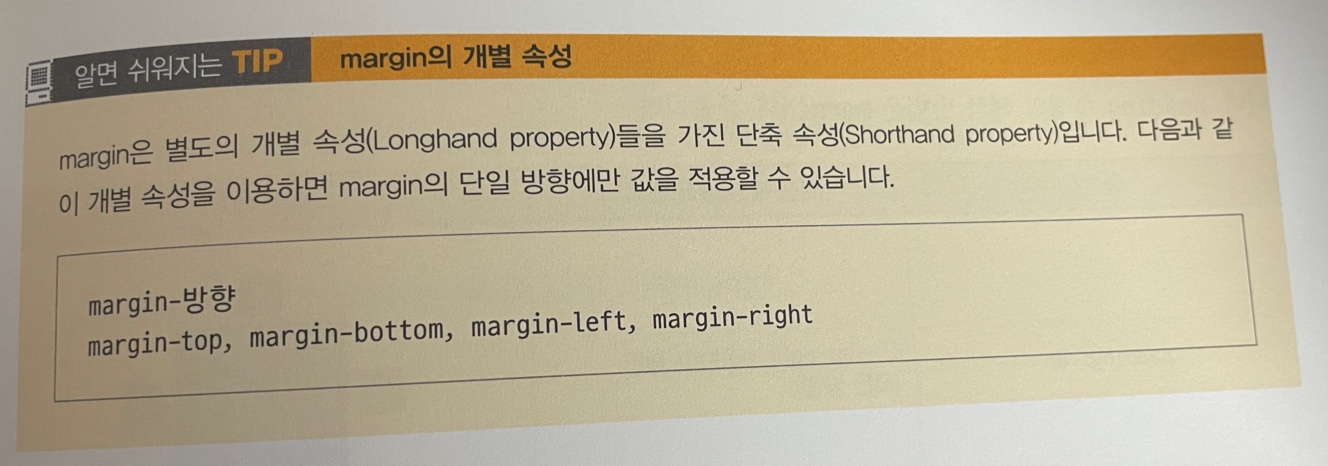 알면 쉬워지는 TIP margin의 개별 속성
margin은 별도의 개별 속성(Longhand property)들을 가진 단축 속성(Shorthand property)입니다. 다음과 같
이 개별 속성을 이용하면 margin의 단일 방향에만 값을 적용할 수 있습니다.
margin-방향
margin-top, margin-bottom, margin-left, margin-right